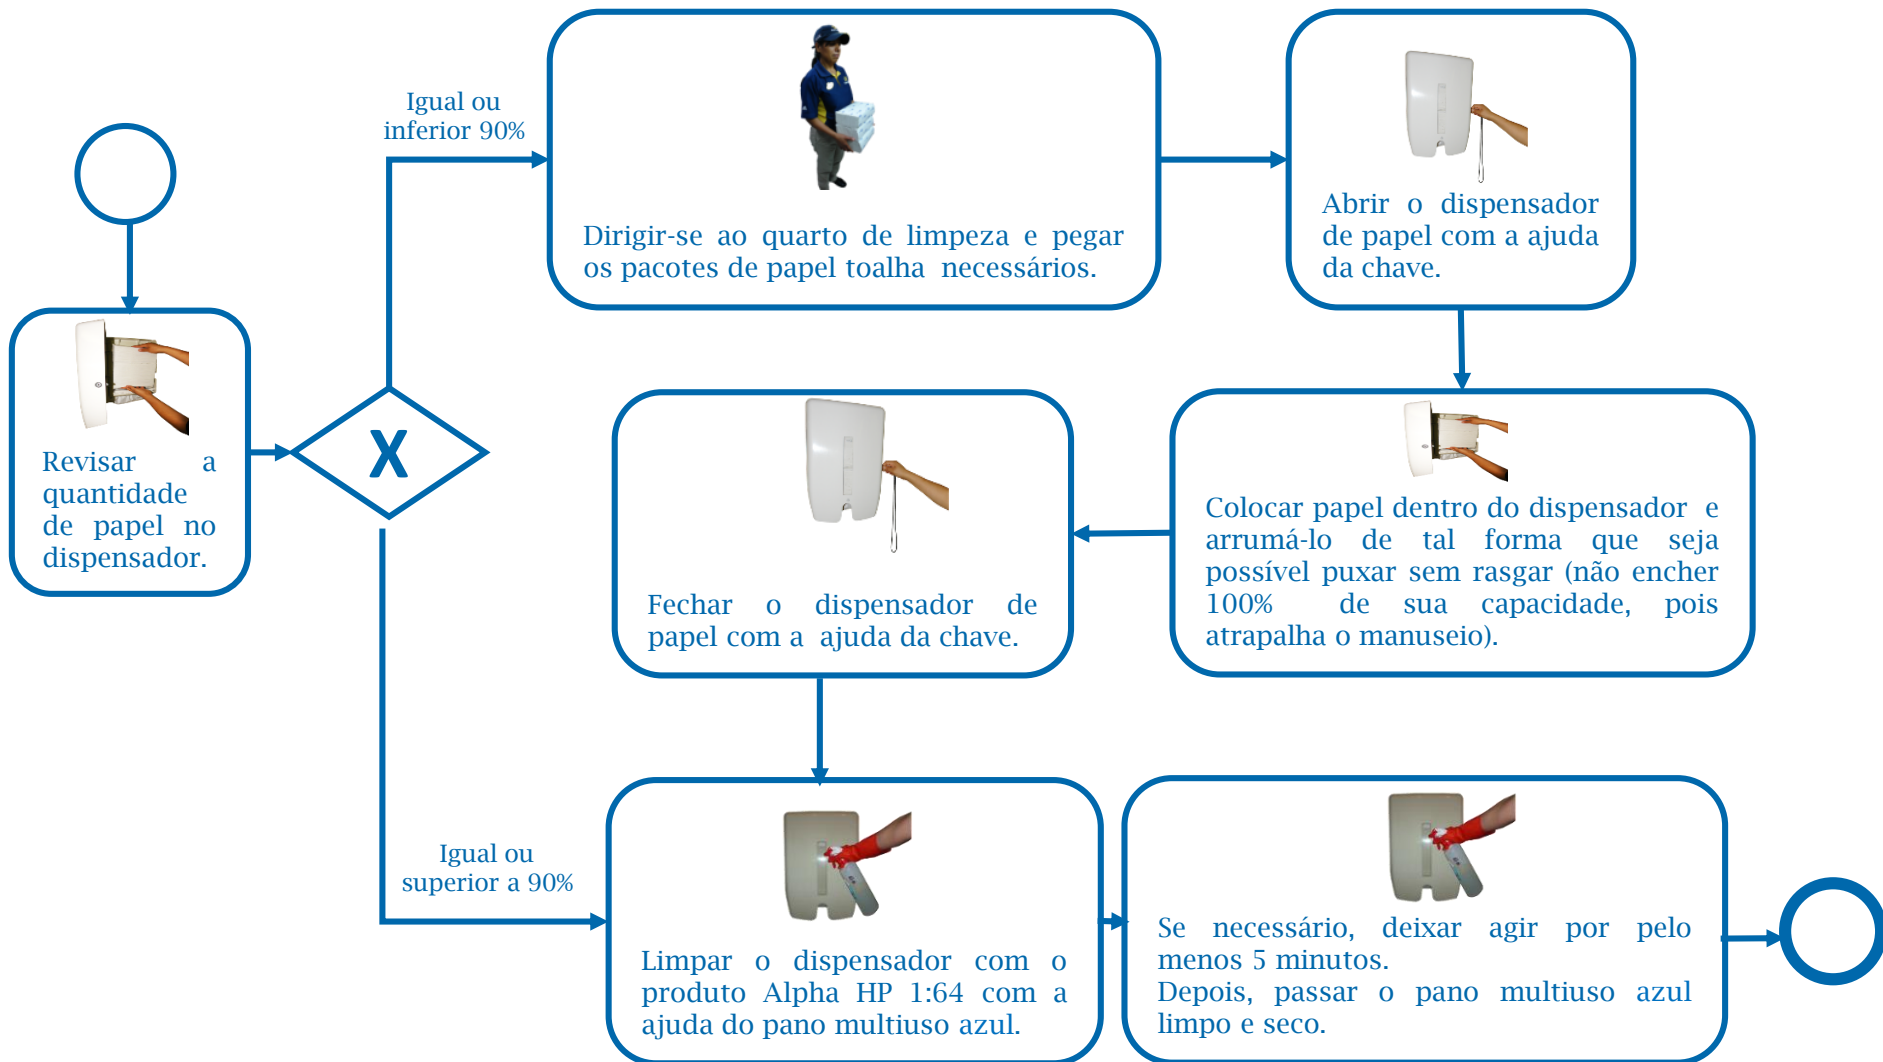 Igual ou
inferior 90%
Dirigir-se ao quarto de limpeza e pegar
os pacotes de papel toalha necessários.
Abrir o dispensador
de papel com a ajuda
da chave.
Revisar a
quantidade
de papel no
dispensador.
X
Colocar papel dentro do dispensador e
arrumá-lo de tal forma que seja
possível puxar sem rasgar (não encher
100% de sua capacidade, pois
atrapalha o manuseio).
Fechar o dispensador de
papel com a ajuda da chave.
Igual ou
superior a 90%
Limpar o dispensador com o
produto Alpha HP 1:64 com a
ajuda do pano multiuso azul.
Se necessário, deixar agir por pelo
menos 5 minutos.
Depois, passar o pano multiuso azul
limpo e seco.